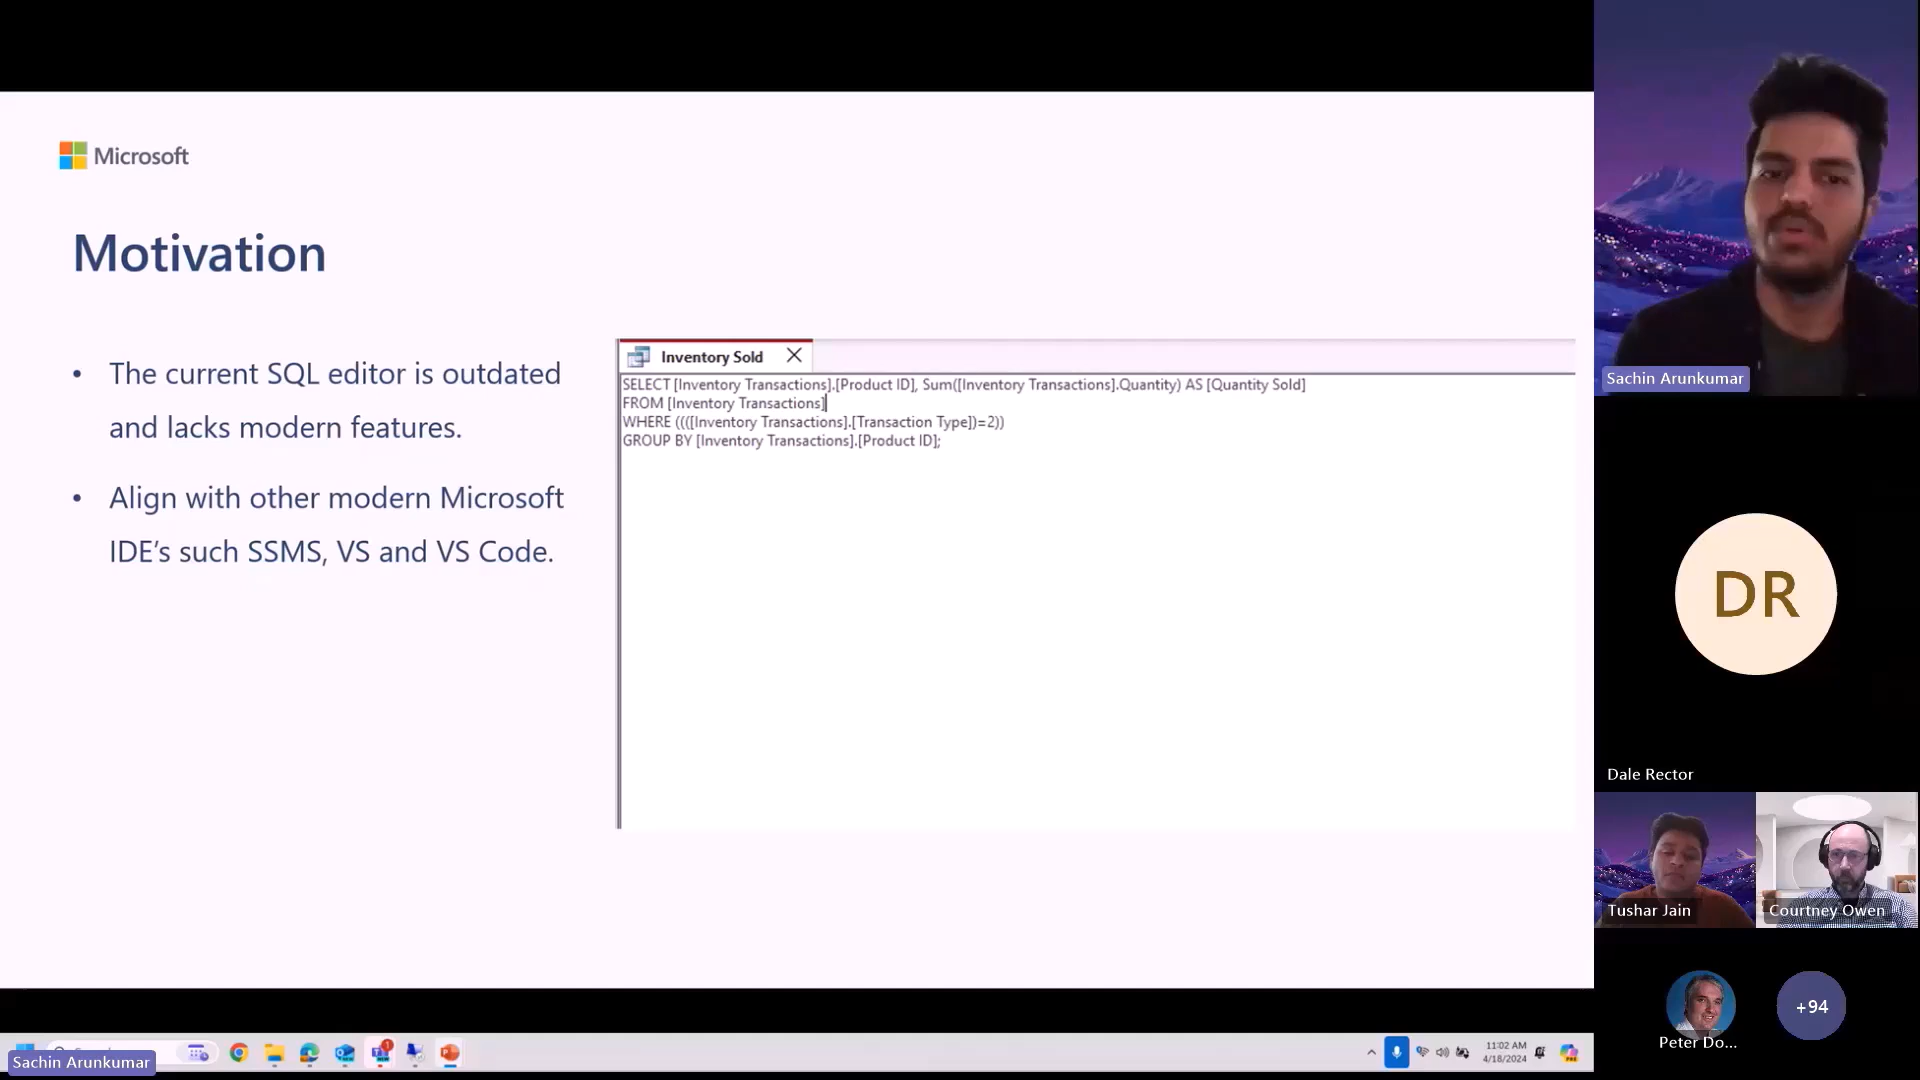 Microsoft
Motivation
• The current SQL editor is outdated
and lacks modern features.
• Align with other modern Microsoft
IDE’s such SSMS, VS and VS Code.
Inventory Sold
SELECT [Inventory Transactions].[Product ID], Sum([Inventory Transactions].Quantity) AS [Quantity Sold]
FROM [Inventory Transactions]
WHERE ((([Inventory Transactions].[Transaction Type])=2))
GROUP BY [Inventory Transactions].[Product ID];
Sachin Arunkumar
DR
Dale Rector
Tushar Jain
Courtney Owen
Peter Do...
+94
Sachin Arunkumar
11:02 AM
4/18/2024